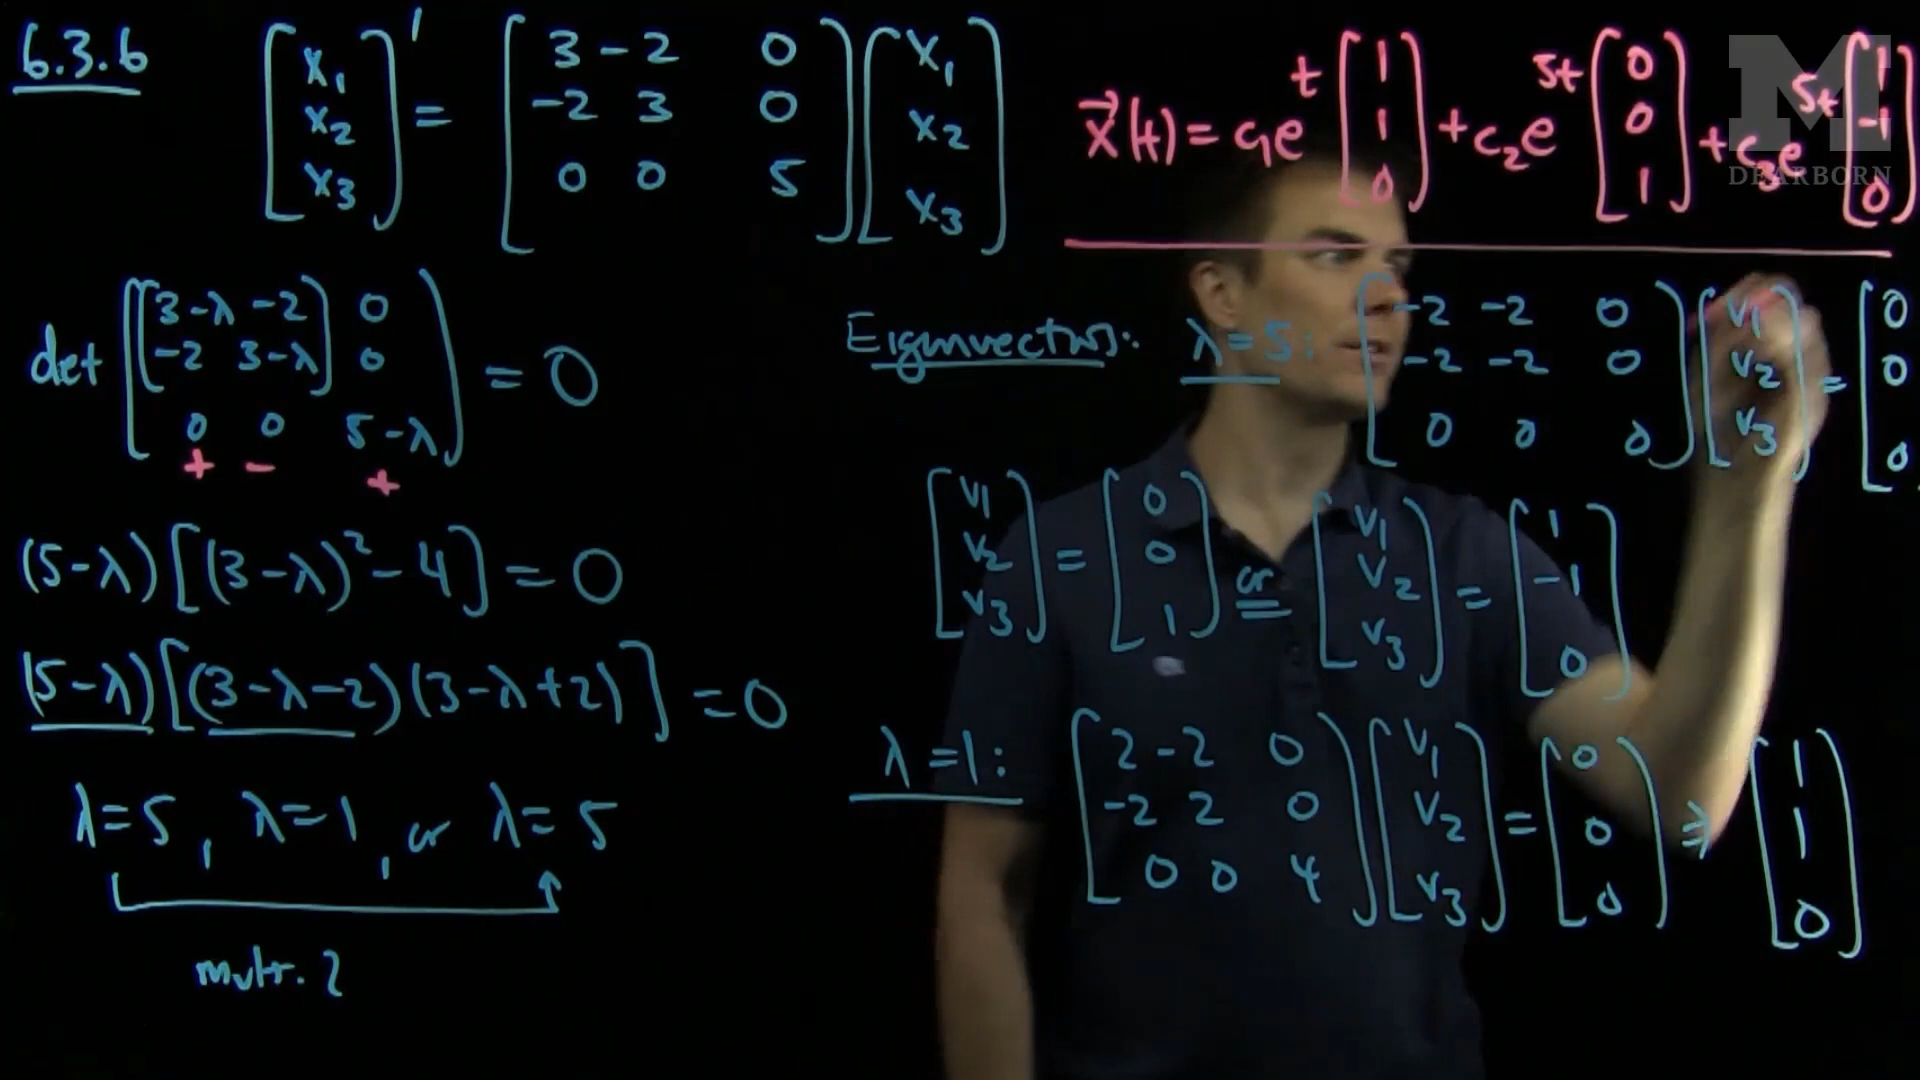 6.3.6
[x₁ x₂ x₃]' = [3 -2 0; -2 3 0; 0 0 5] [x₁ x₂ x₃]
det [3-λ -2 0; -2 3-λ 0; 0 0 5-λ] = 0
+ - +
(5-λ)[(3-λ)²-4] = 0
(5-λ)[(3-λ-2)(3-λ+2)] = 0
λ=5, λ=1, or λ=5
mult. 2
x⃗(t) = c₁e^t [1 1 0] + c₂e^5t [0 0 1] + c₃e^5t [1 -1 0]
M
DEARBORN
Eigenvectors: λ=5: [-2 -2 0; -2 -2 0; 0 0 0] [v₁ v₂ v₃] = [0 0 0
[v₁ v₂ v₃] = [0 0 1] or [v₁ v₂ v₃] = [1 -1 0]
λ=1: [2 -2 0; -2 2 0; 0 0 4] [v₁ v₂ v₃] = [0 0 0] ⇒ [1 1 0]